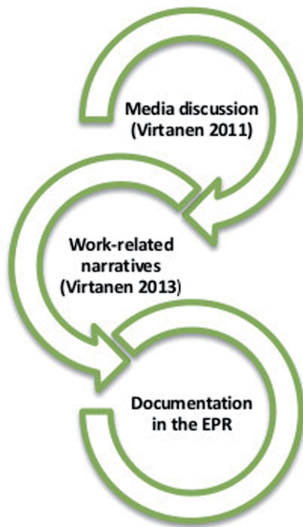 Media discussion
(Virtanen 2011)
Work-related
narratives
(Virtanen 2013)
Documentation
in the EPR